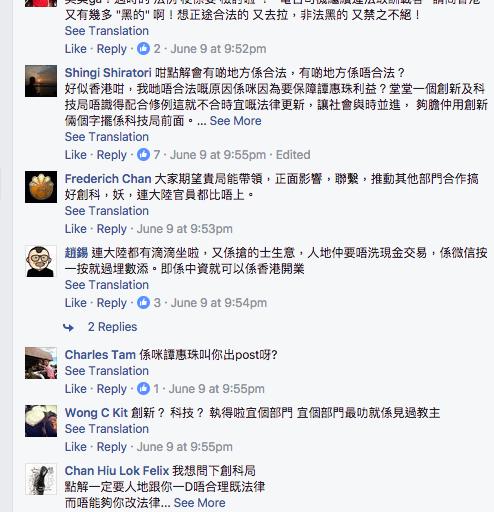 又有幾多 "黑的" 啊！想正途合法的 又去拉，非法黑的 又禁之不絕！
See Translation
Like · Reply · 2 · June 9 at 9:52pm
Shingi Shiratori 咁點解會有啲地方係合法，有啲地方係唔合法？
好似香港咁，我哋唔合法嘅原因係咪因為要保障譚惠珠利益？堂堂一個創新及科
技局唔識得配合修例這就不合時宜嘅法律更新，讓社會與時並進， 夠膽仲用創新
個字擺係科技局前面。... See More
See Translation
Like · Reply · 7 · June 9 at 9:55pm · Edited
Frederich Chan 大家期望貴局能帶領，正面影響，聯繫，推動其他部門合作搞
好創科，妖，連大陸官員都比唔上。
See Translation
Like · Reply · June 9 at 9:53pm
趙錫 連大陸都有滴滴坐啦，又係搶的士生意，人地仲要唔洗現金交易，係微信按
一按就過埋數添。即係中資就可以係香港開業
See Translation
Like · Reply · 3 · June 9 at 9:54pm
2 Replies
Charles Tam 係咪譚惠珠叫你出post呀?
See Translation
Like · Reply · 1 · June 9 at 9:55pm
Wong C Kit 創新？ 科技？ 執得啦宜個部門 宜個部門最叻就係見過教主
See Translation
Like · Reply · June 9 at 9:55pm
Chan Hiu Lok Felix 我想問下創科局
點解一定要人地跟你一D唔合理既法律
而唔能夠你改法律... See More